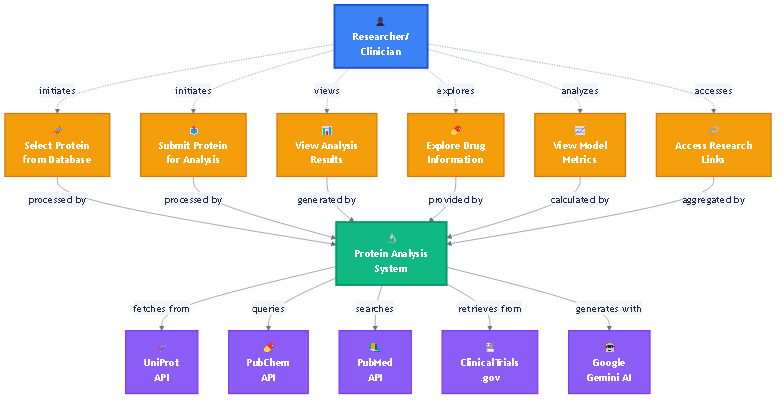 Researcher/
Clinician
initiates
initiates
views
explores
analyzes
accesses
Select Protein
from Database
Submit Protein
for Analysis
View Analysis
Results
Explore Drug
Information
View Model
Metrics
Access Research
Links
processed by
processed by
generated by
provided by
calculated by
aggregated by
Protein Analysis
System
fetches from
queries
searches
retrieves from
generates with
UniProt
API
PubChem
API
PubMed
API
ClinicalTrials
.gov
Google
Gemini AI